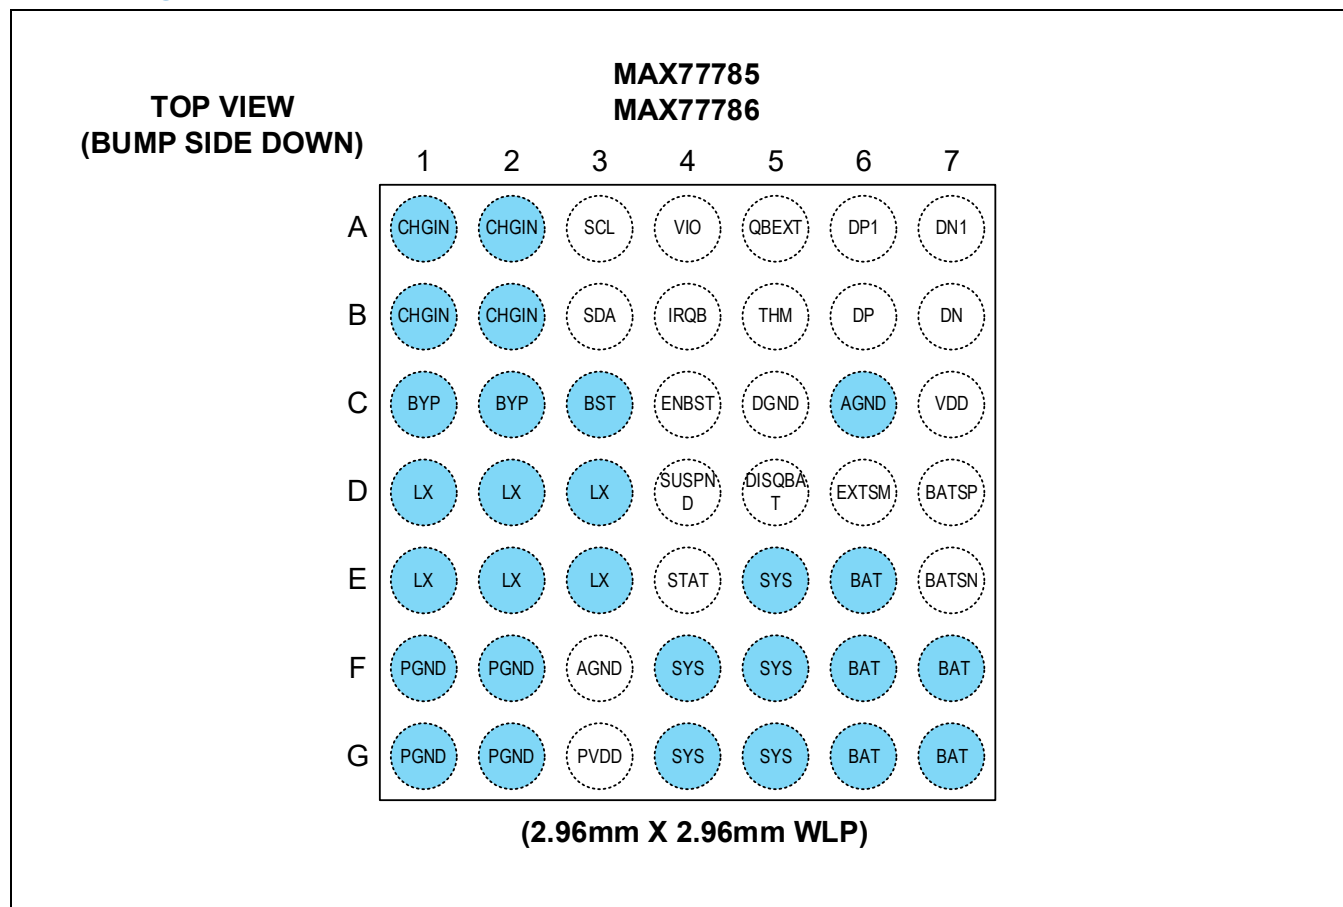 MAX77785
MAX77786
TOP VIEW
(BUMP SIDE DOWN)
1 2 3 4 5 6 7
A CHGIN CHGIN SCL VIO QBEXT DP1 DN1
B CHGIN CHGIN SDA IRQB THM DP DN
C BYP BYP BST ENBST DGND AGND VDD
D LX LX LX SUSPN
D DISQBA
T EXTSM BATSP
E LX LX LX STAT SYS BAT BATSN
F PGND PGND AGND SYS SYS BAT BAT
G PGND PGND PVDD SYS SYS BAT BAT
(2.96mm X 2.96mm WLP)